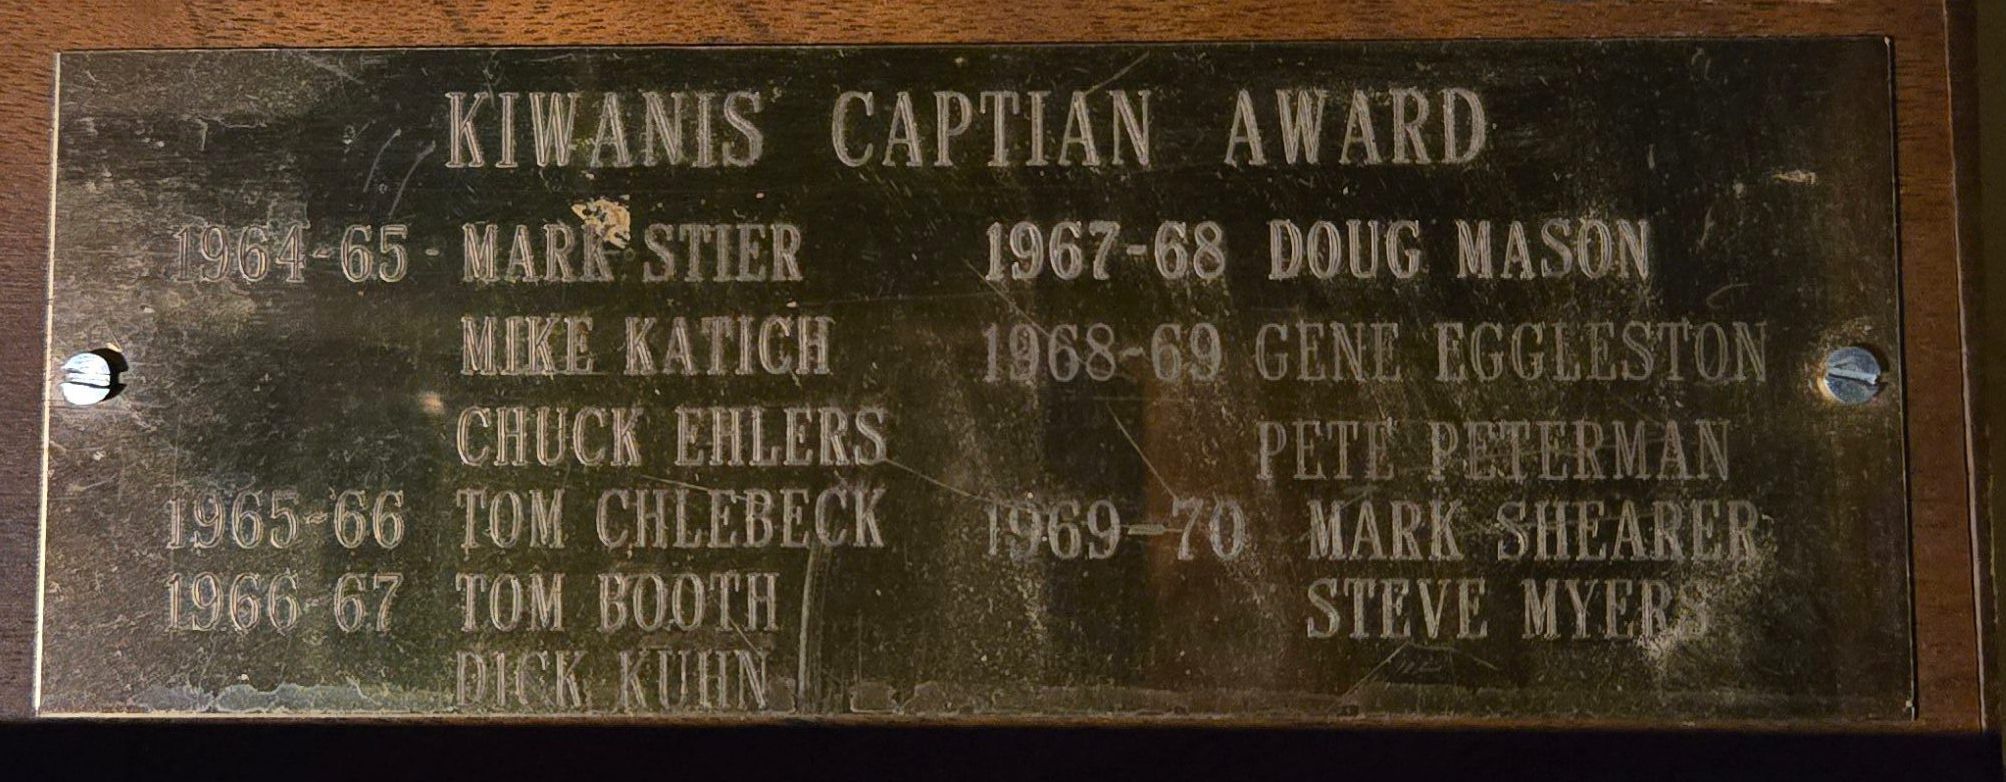 KIWANIS CAPTIAN AWARD
1964-65 - MARK STIER
MIKE KATICH
CHUCK EHLERS
1965-66 TOM CHLEBECK
1966-67 TOM BOOTH
DICK KUHN
1967-68 DOUG MASON
1968-69 GENE EGGLESTON
PETE PETERMAN
1969-70 MARK SHEARER
STEVE MYERS